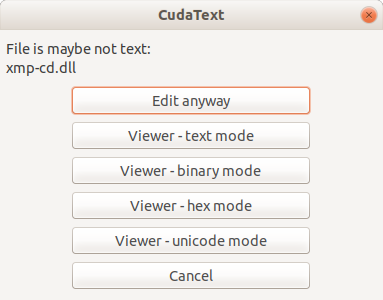 CudaText
File is maybe not text:
xmp-cd.dll
Edit anyway
Viewer - text mode
Viewer - binary mode
Viewer - hex mode
Viewer - unicode mode
Cancel